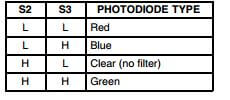 S2 S3 PHOTODIODE TYPE
L L Red
L H Blue
H L Clear (no filter)
H H Green